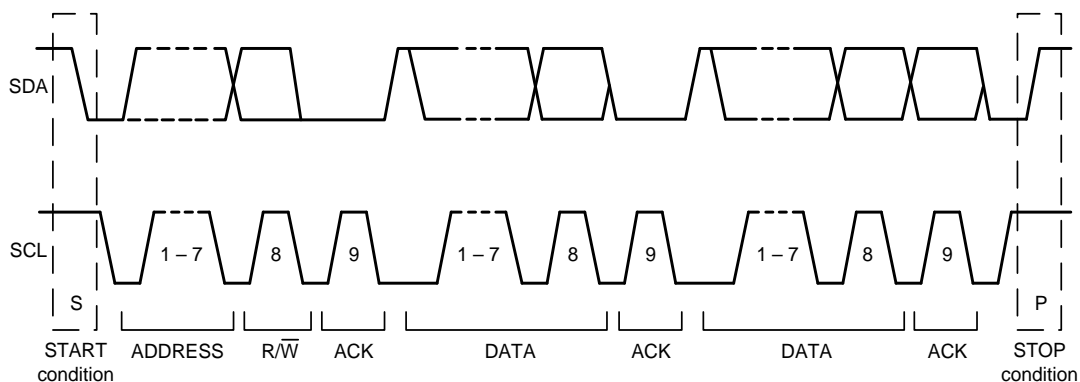 SDA
SCL
1 – 7
8
9
1 – 7
8
9
1 – 7
8
9
S
P
START
condition
ADDRESS
R/W̅
ACK
DATA
ACK
DATA
ACK
STOP
condition